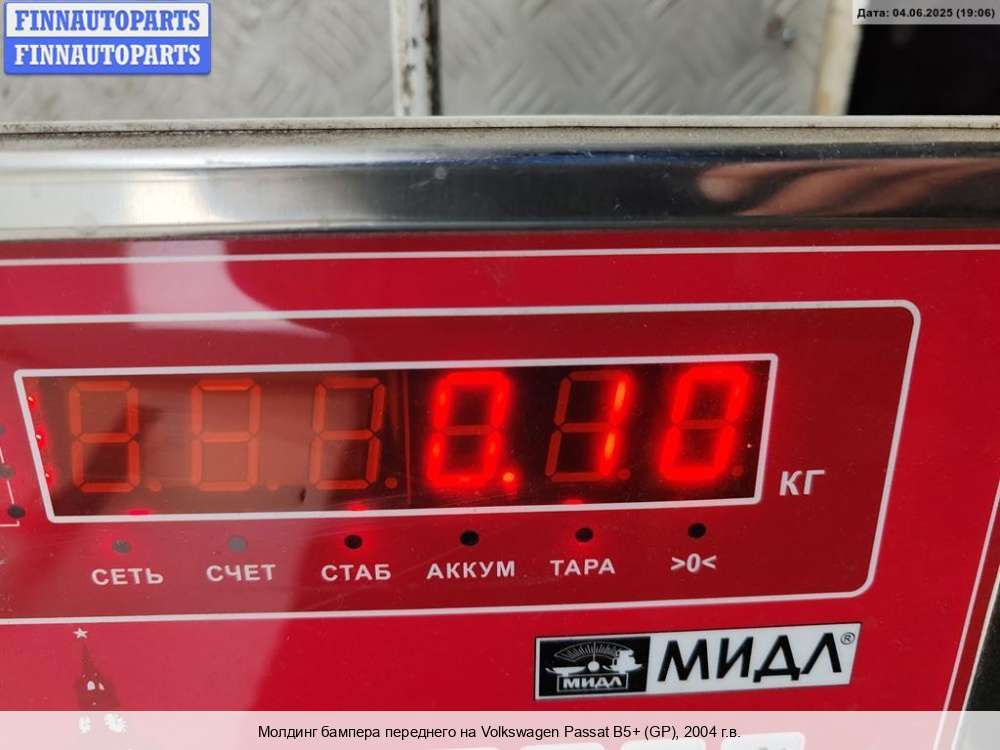 FINNAUTOPARTS
FINNAUTOPARTS
Дата: 04.06.2025 (19:06)
0.10
КГ
СЕТЬ СЧЕТ СТАБ АККУМ ТАРА >0<
МИДЛ МИДЛ®
Молдинг бампера переднего на Volkswagen Passat B5+ (GP), 2004 г.в.